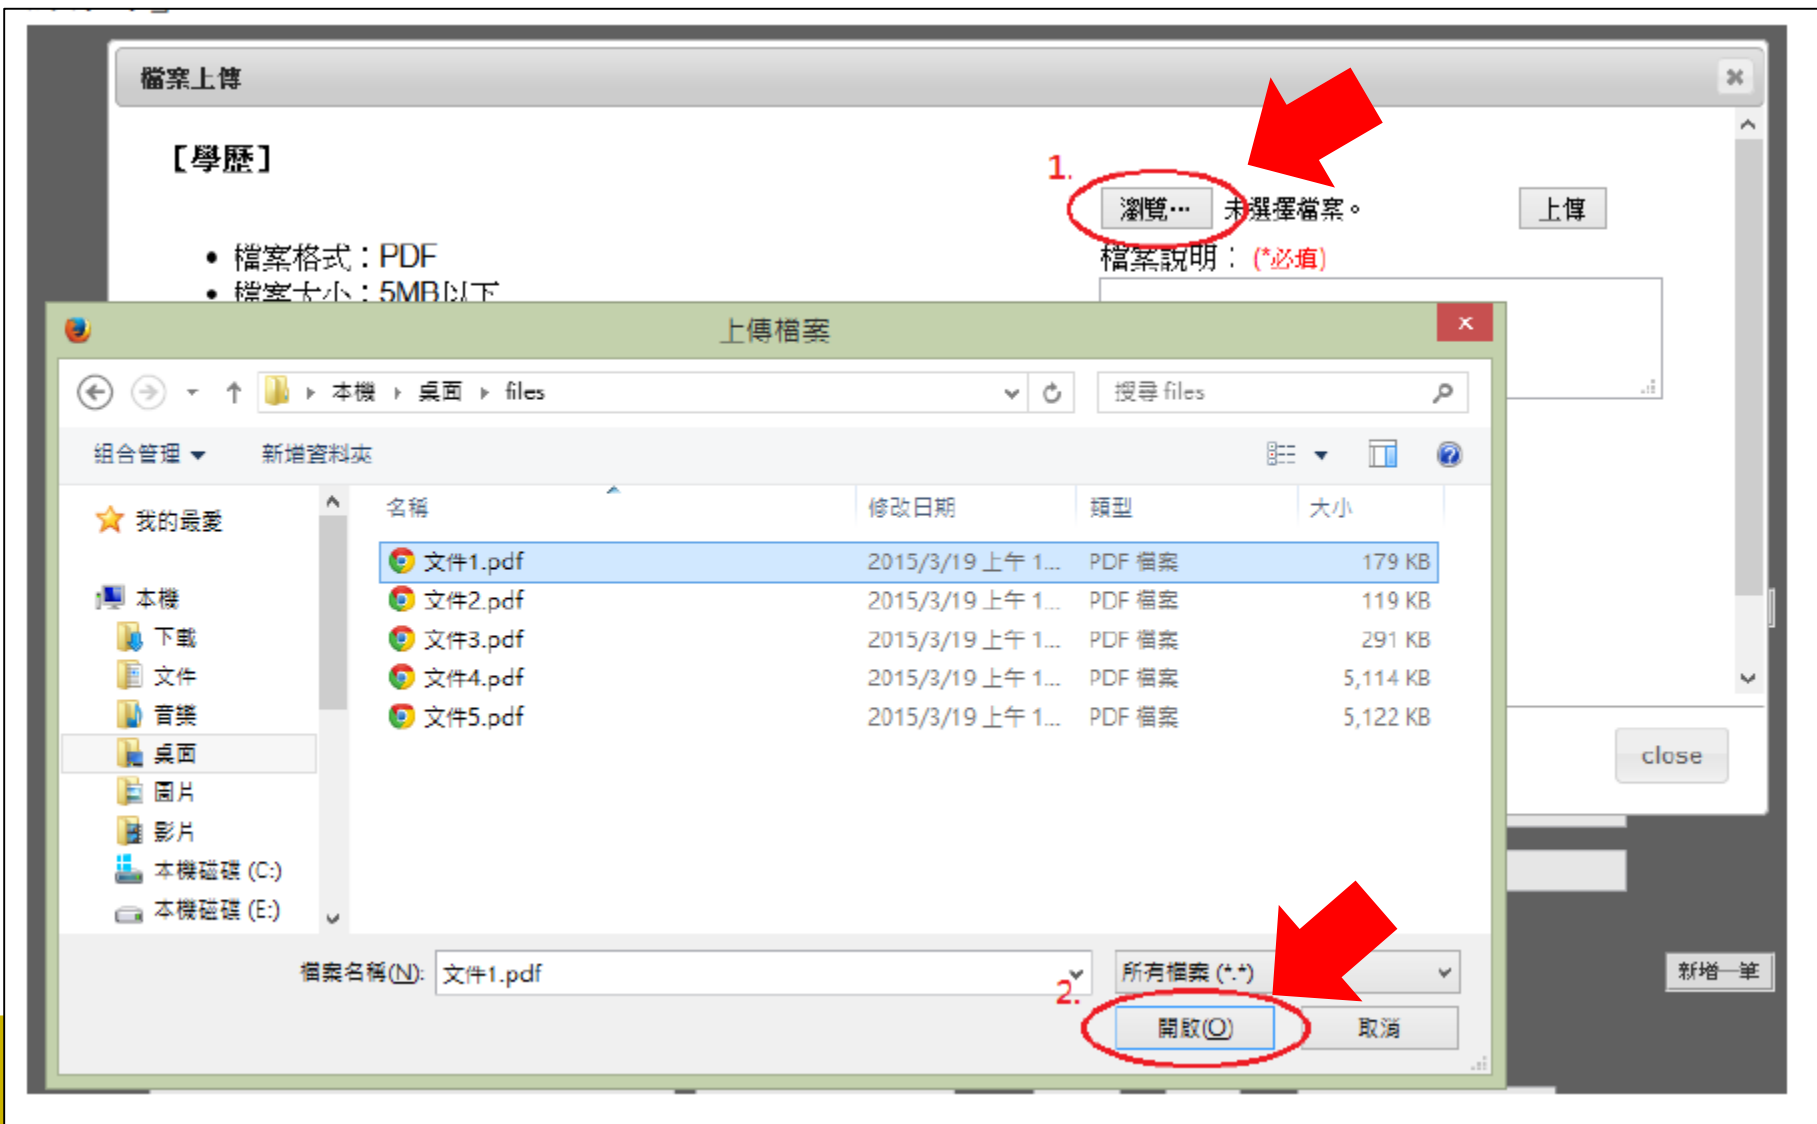 檔案上傳
[學歷]
1.
瀏覽… 未選擇檔案。 上傳
• 檔案格式：PDF
檔案說明： (*必填)
• 檔案大小：5MB以下
上傳檔案
本機 桌面 files
搜尋 files
組合管理 新增資料夾
名稱 修改日期 類型 大小
我的最愛
文件1.pdf 2015/3/19 上午 1... PDF 檔案 179 KB
本機
文件2.pdf 2015/3/19 上午 1... PDF 檔案 119 KB
下載
文件3.pdf 2015/3/19 上午 1... PDF 檔案 291 KB
文件
文件4.pdf 2015/3/19 上午 1... PDF 檔案 5,114 KB
音樂
文件5.pdf 2015/3/19 上午 1... PDF 檔案 5,122 KB
桌面
close
圖片
影片
本機磁碟 (C:)
本機磁碟 (E:)
檔案名稱(N): 文件1.pdf 所有檔案 (*.*)
新增一筆
2.
開啟(O) 取消